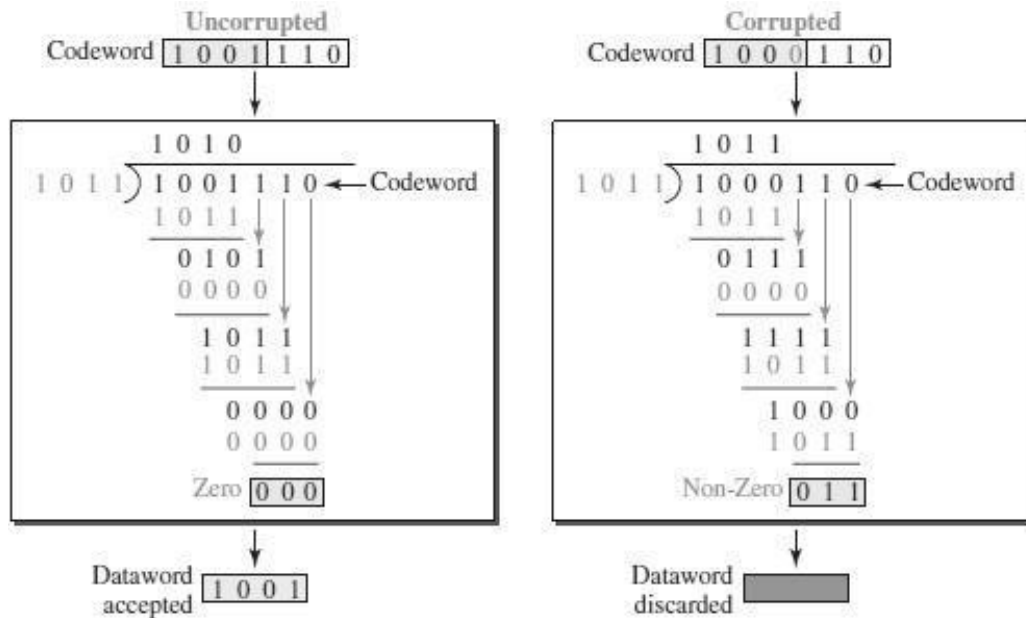 Uncorrupted
Codeword 1 0 0 1 1 1 0
1 0 1 0
1 0 1 1 ) 1 0 0 1 1 1 0 Codeword
1 0 1 1
0 1 0 1
0 0 0 0
1 0 1 1
1 0 1 1
0 0 0 0
0 0 0 0
Zero 0 0 0
Dataword
accepted 1 0 0 1
Corrupted
Codeword 1 0 0 0 1 1 0
1 0 1 1
1 0 1 1 ) 1 0 0 0 1 1 0 Codeword
1 0 1 1
0 1 1 1
0 0 0 0
1 1 1 1
1 0 1 1
1 0 0 0
1 0 1 1
Non-Zero 0 1 1
Dataword
discarded